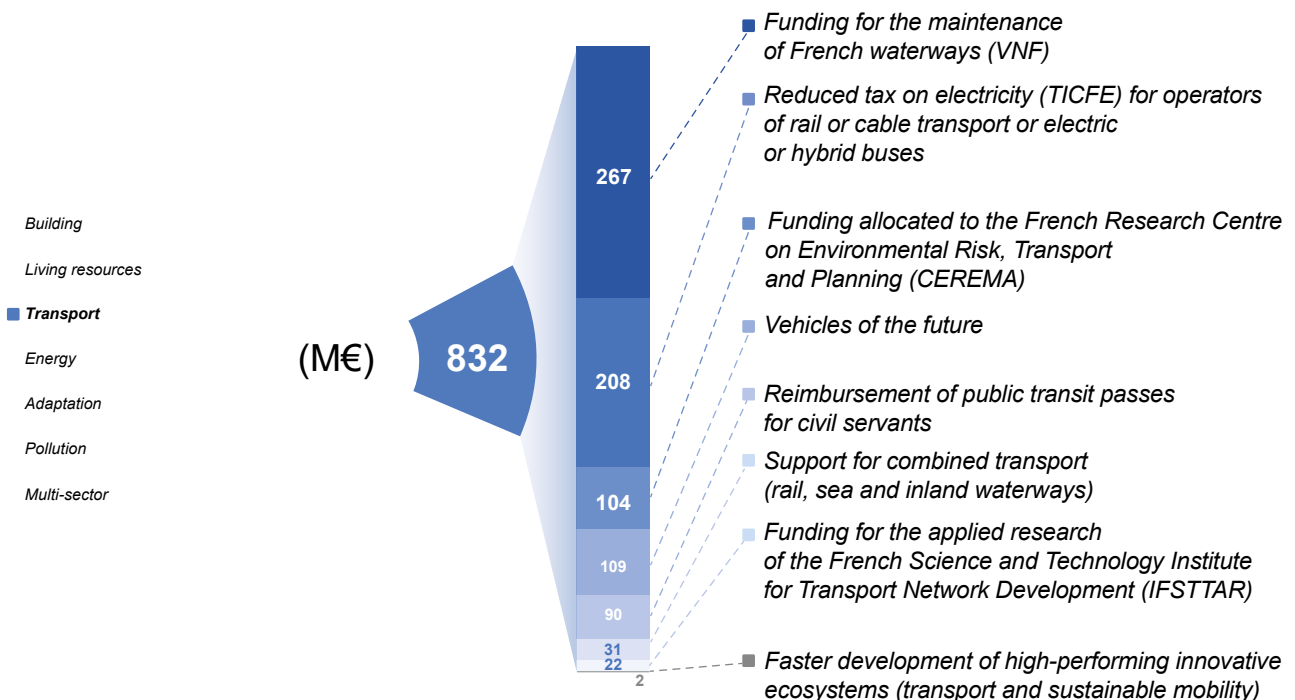 Building
Living resources
Transport
Energy
Adaptation
Pollution
Multi-sector
(M€)
832
267
208
104
109
90
31
22
2
Funding for the maintenance
of French waterways (VNF)
Reduced tax on electricity (TICFE) for operators
of rail or cable transport or electric
or hybrid buses
Funding allocated to the French Research Centre
on Environmental Risk, Transport
and Planning (CEREMA)
Vehicles of the future
Reimbursement of public transit passes
for civil servants
Support for combined transport
(rail, sea and inland waterways)
Funding for the applied research
of the French Science and Technology Institute
for Transport Network Development (IFSTTAR)
Faster development of high-performing innovative
ecosystems (transport and sustainable mobility)